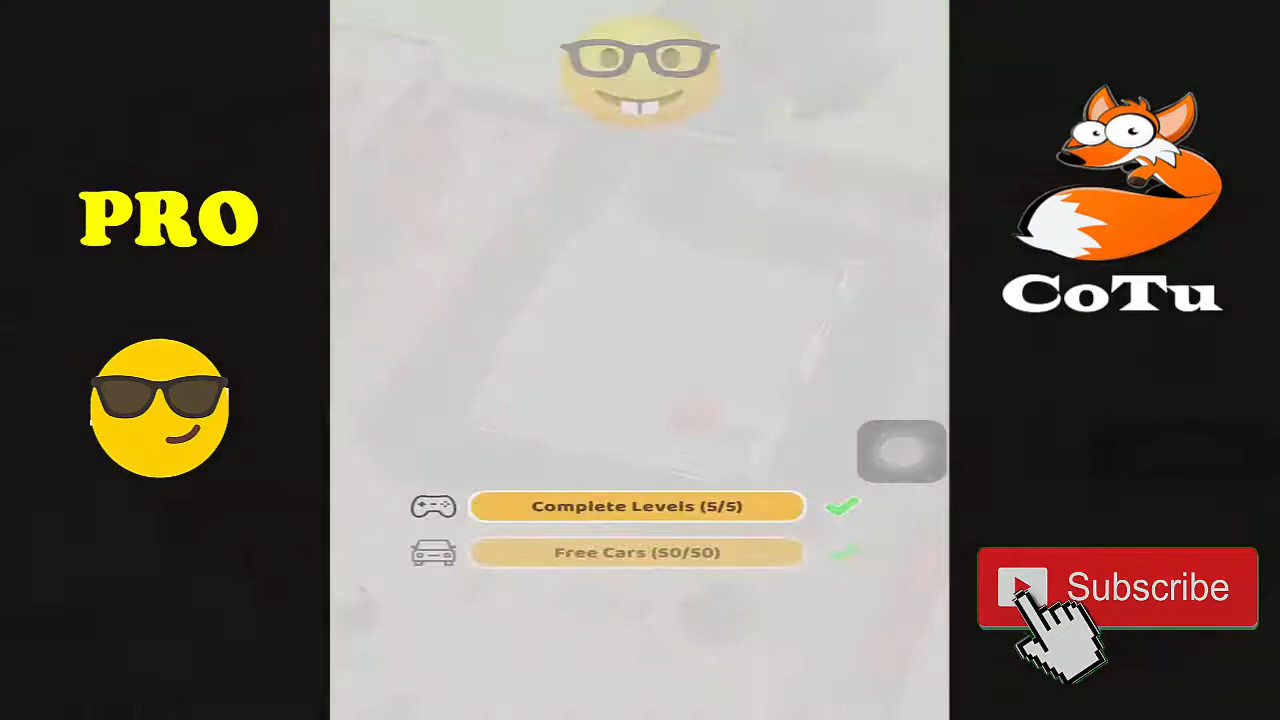 PRO
CoTu
Complete Levels (5/5)
Free Cars (50/50)
Subscribe